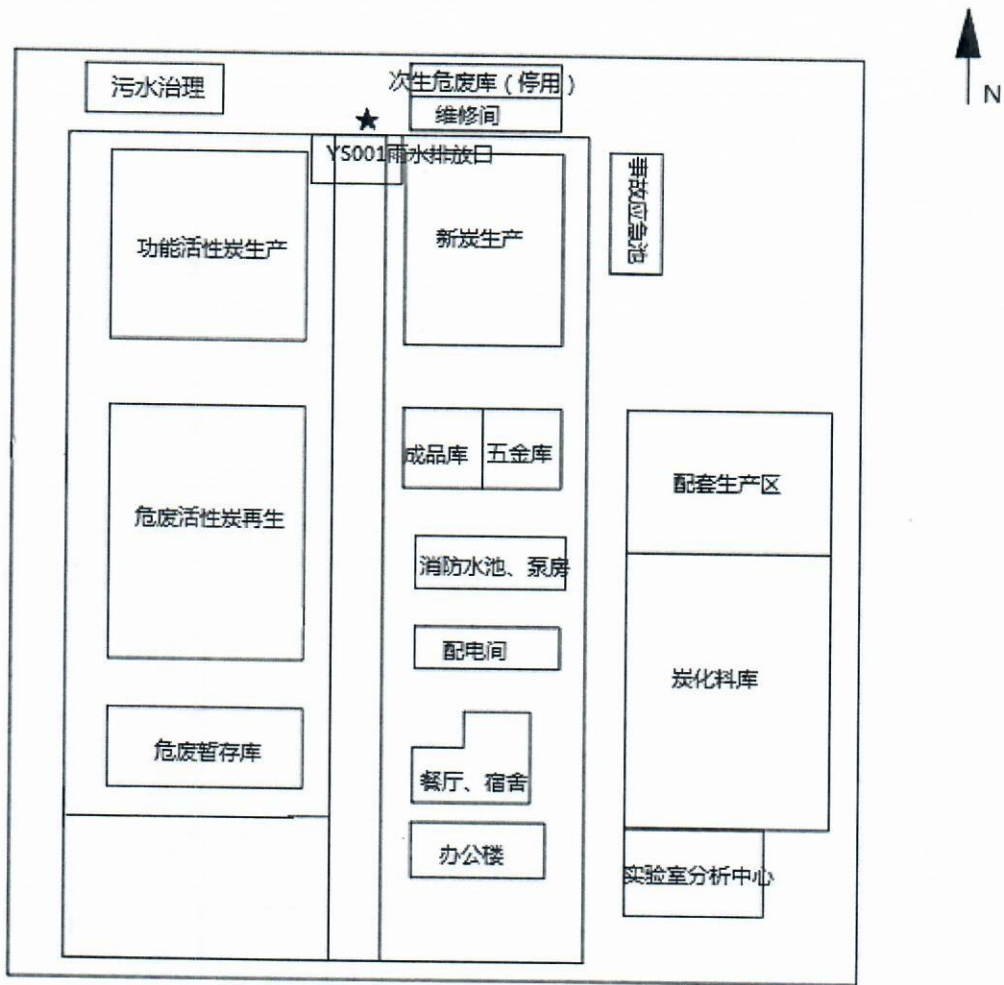 N
污水治理
次生危废库（停用）
维修间
YS001雨水排放口
事故应急池
功能活性炭生产
新炭生产
成品库
五金库
配套生产区
危废活性炭再生
消防水池、泵房
配电间
炭化料库
危废暂存库
餐厅、宿舍
办公楼
实验室分析中心